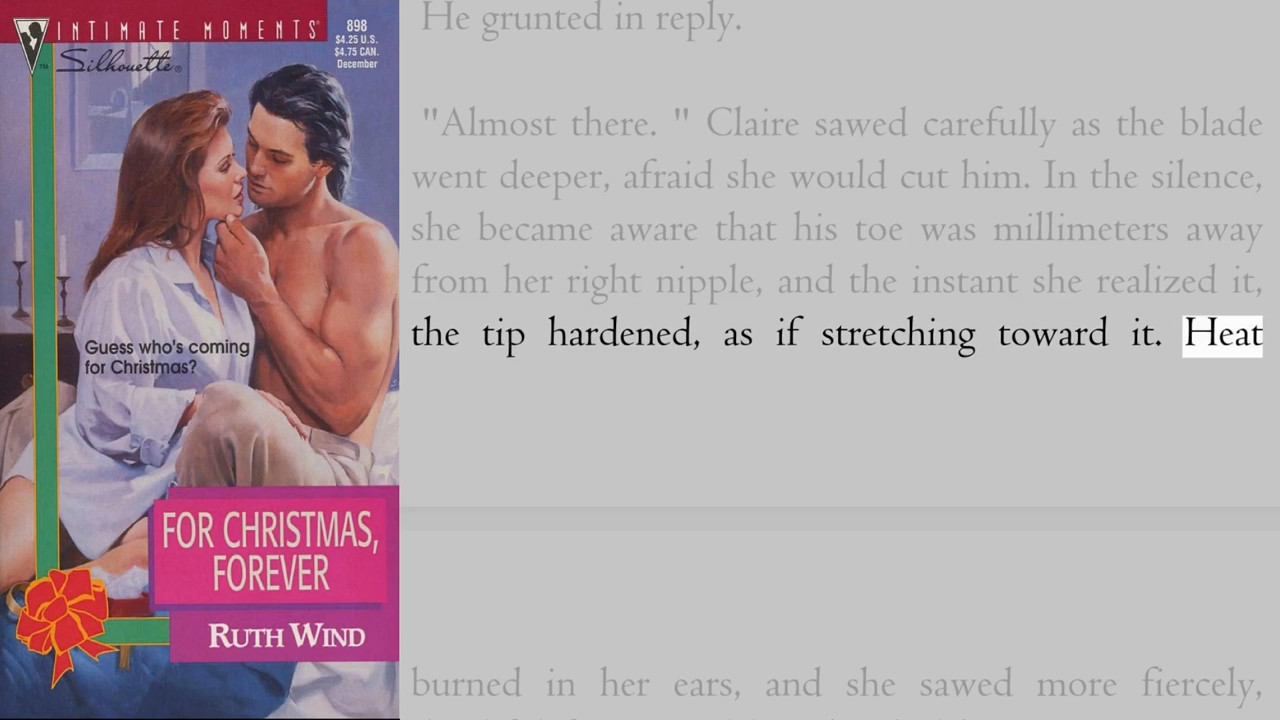 INTIMATE MOMENTS®
898
$4.25 U.S.
$4.75 CAN.
December
TM
Silhouette®
Guess who's coming
for Christmas?
FOR CHRISTMAS,
FOREVER
RUTH WIND
He grunted in reply.
"Almost there. " Claire sawed carefully as the blade
went deeper, afraid she would cut him. In the silence,
she became aware that his toe was millimeters away
from her right nipple, and the instant she realized it,
the tip hardened, as if stretching toward it. Heat
burned in her ears, and she sawed more fiercely,